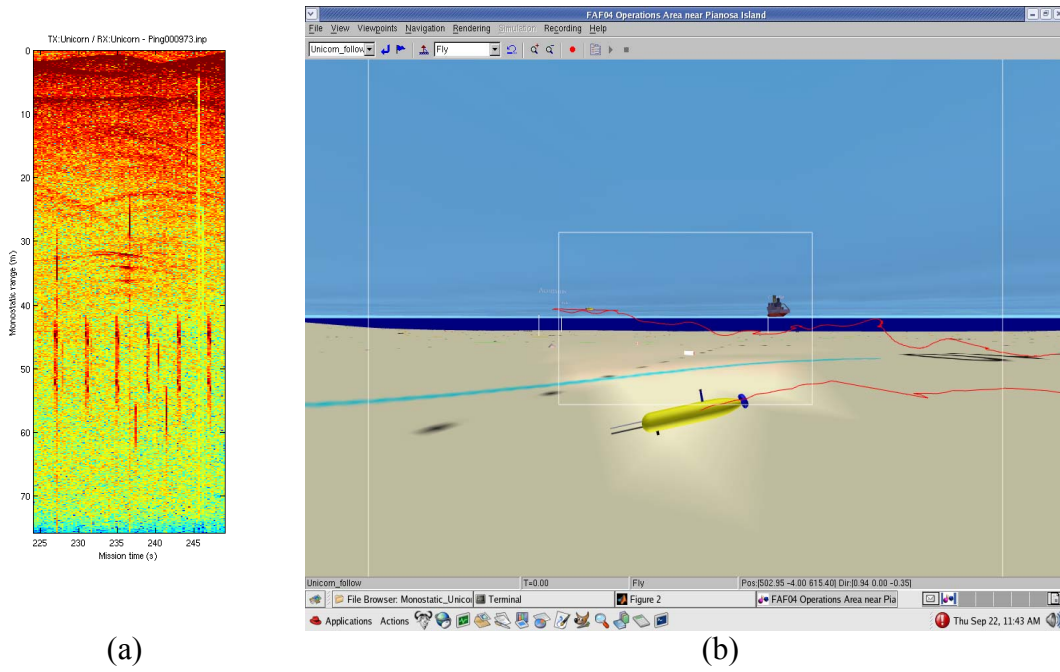 TX:Unicorn / RX:Unicorn - Ping000973.inp
0
10
20
30
40
50
60
70
Monostatic range (m)
225 230 235 240 245
Mission time (s)
(a)
FAF04 Operations Area near Pianosa Island
File View Viewpoints Navigation Rendering Simulation Recording Help
Unicorn_follow Fly
Unicorn_follow T=0.00 Fly Pos:[502.95 -4.00 615.40] Dir:[0.94 0.00 -0.35]
File Browser: Monostatic_Unico Terminal Figure 2 FAF04 Operations Area near Pia
Applications Actions Thu Sep 22, 11:43 AM
(b)